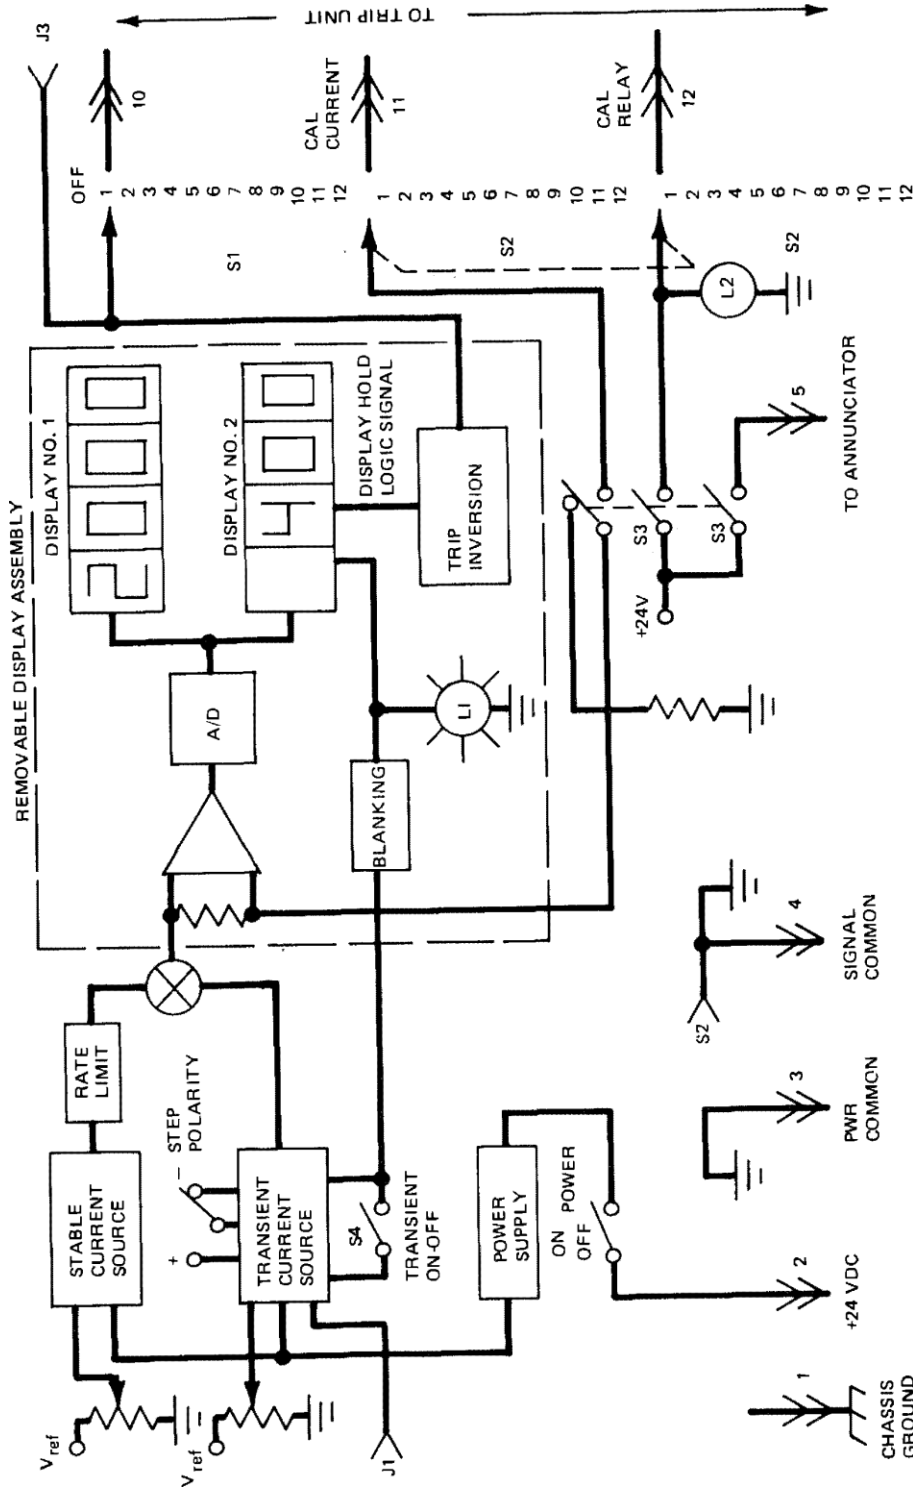 REMOVABLE DISPLAY ASSEMBLY
DISPLAY NO. 1
2000
DISPLAY NO. 2
400
DISPLAY HOLD
LOGIC SIGNAL
TRIP
INVERSION
A/D
BLANKING
L1
RATE
LIMIT
STABLE
CURRENT
SOURCE
Vref
+
–
STEP
POLARITY
TRANSIENT
CURRENT
SOURCE
Vref
J1
S4
TRANSIENT
ON-OFF
POWER
SUPPLY
ON POWER
OFF
J3
TO TRIP UNIT
10
CAL
CURRENT
11
CAL
RELAY
12
OFF
1
2
3
4
5
6
7
8
9
10
11
12
S1
1
2
3
4
5
6
7
8
9
10
11
12
S2
1
2
3
4
5
6
7
8
9
10
11
12
S2
L2
S3
S3
+24V
5
TO ANNUNCIATOR
S2
4
SIGNAL
COMMON
3
PWR
COMMON
2
+24 VDC
1
CHASSIS
GROUND